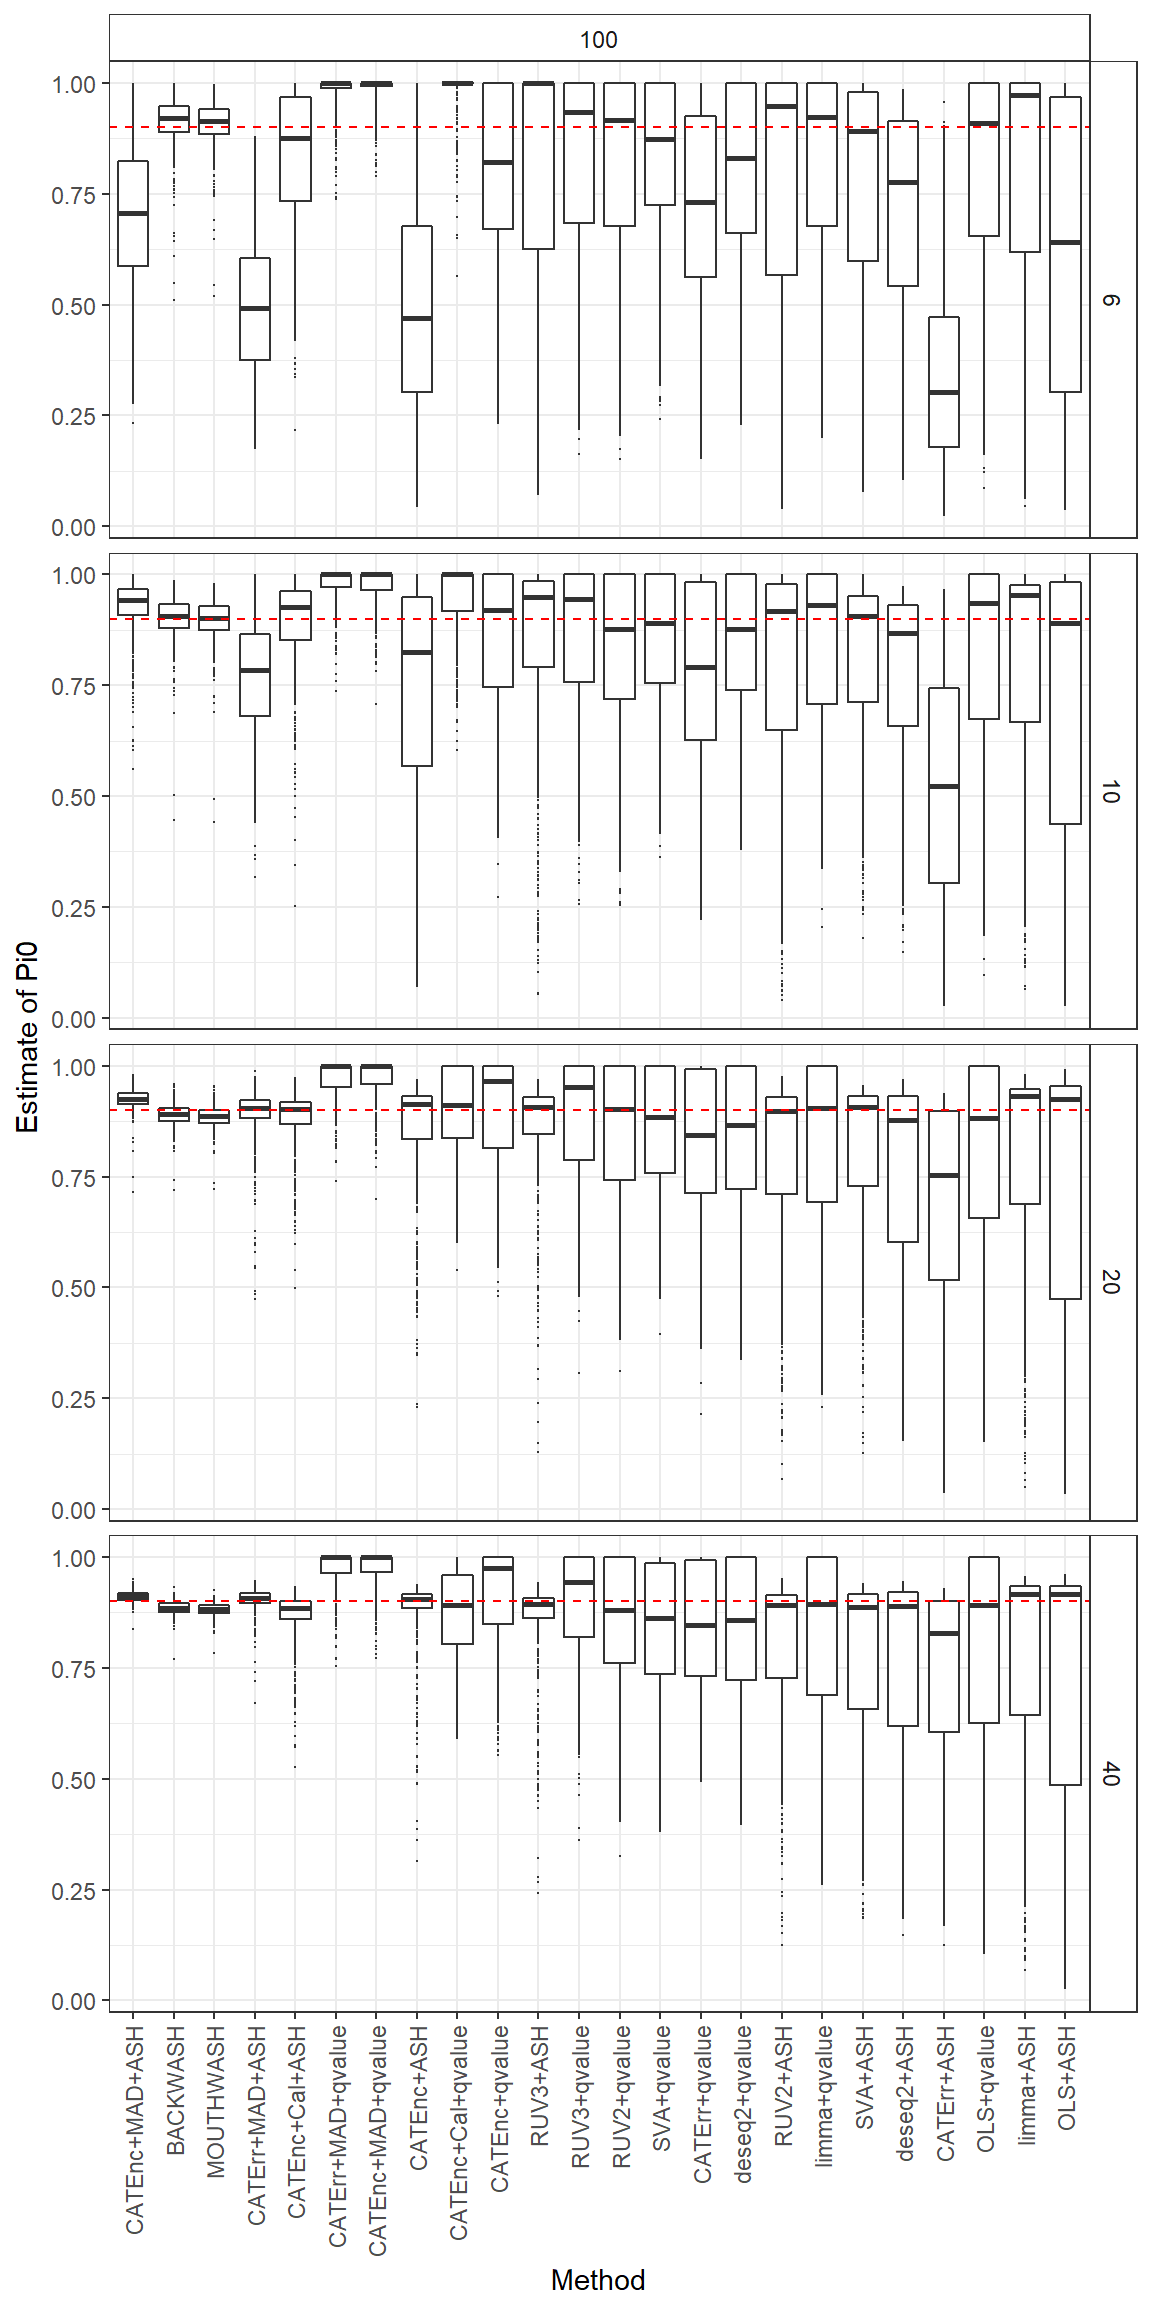 100
1.00
0.75
0.50
0.25
0.00
6
1.00
0.75
0.50
0.25
0.00
10
1.00
0.75
0.50
0.25
0.00
20
1.00
0.75
0.50
0.25
0.00
40
Estimate of Pi0
CATEnc+MAD+ASH
BACKWASH
MOUTHWASH
CATErr+MAD+ASH
CATEnc+Cal+ASH
CATErr+MAD+qvalue
CATEnc+MAD+qvalue
CATEnc+ASH
CATEnc+Cal+qvalue
CATEnc+qvalue
RUV3+ASH
RUV3+qvalue
RUV2+qvalue
SVA+qvalue
CATErr+qvalue
deseq2+qvalue
RUV2+ASH
limma+qvalue
SVA+ASH
deseq2+ASH
CATErr+ASH
OLS+qvalue
limma+ASH
OLS+ASH
Method